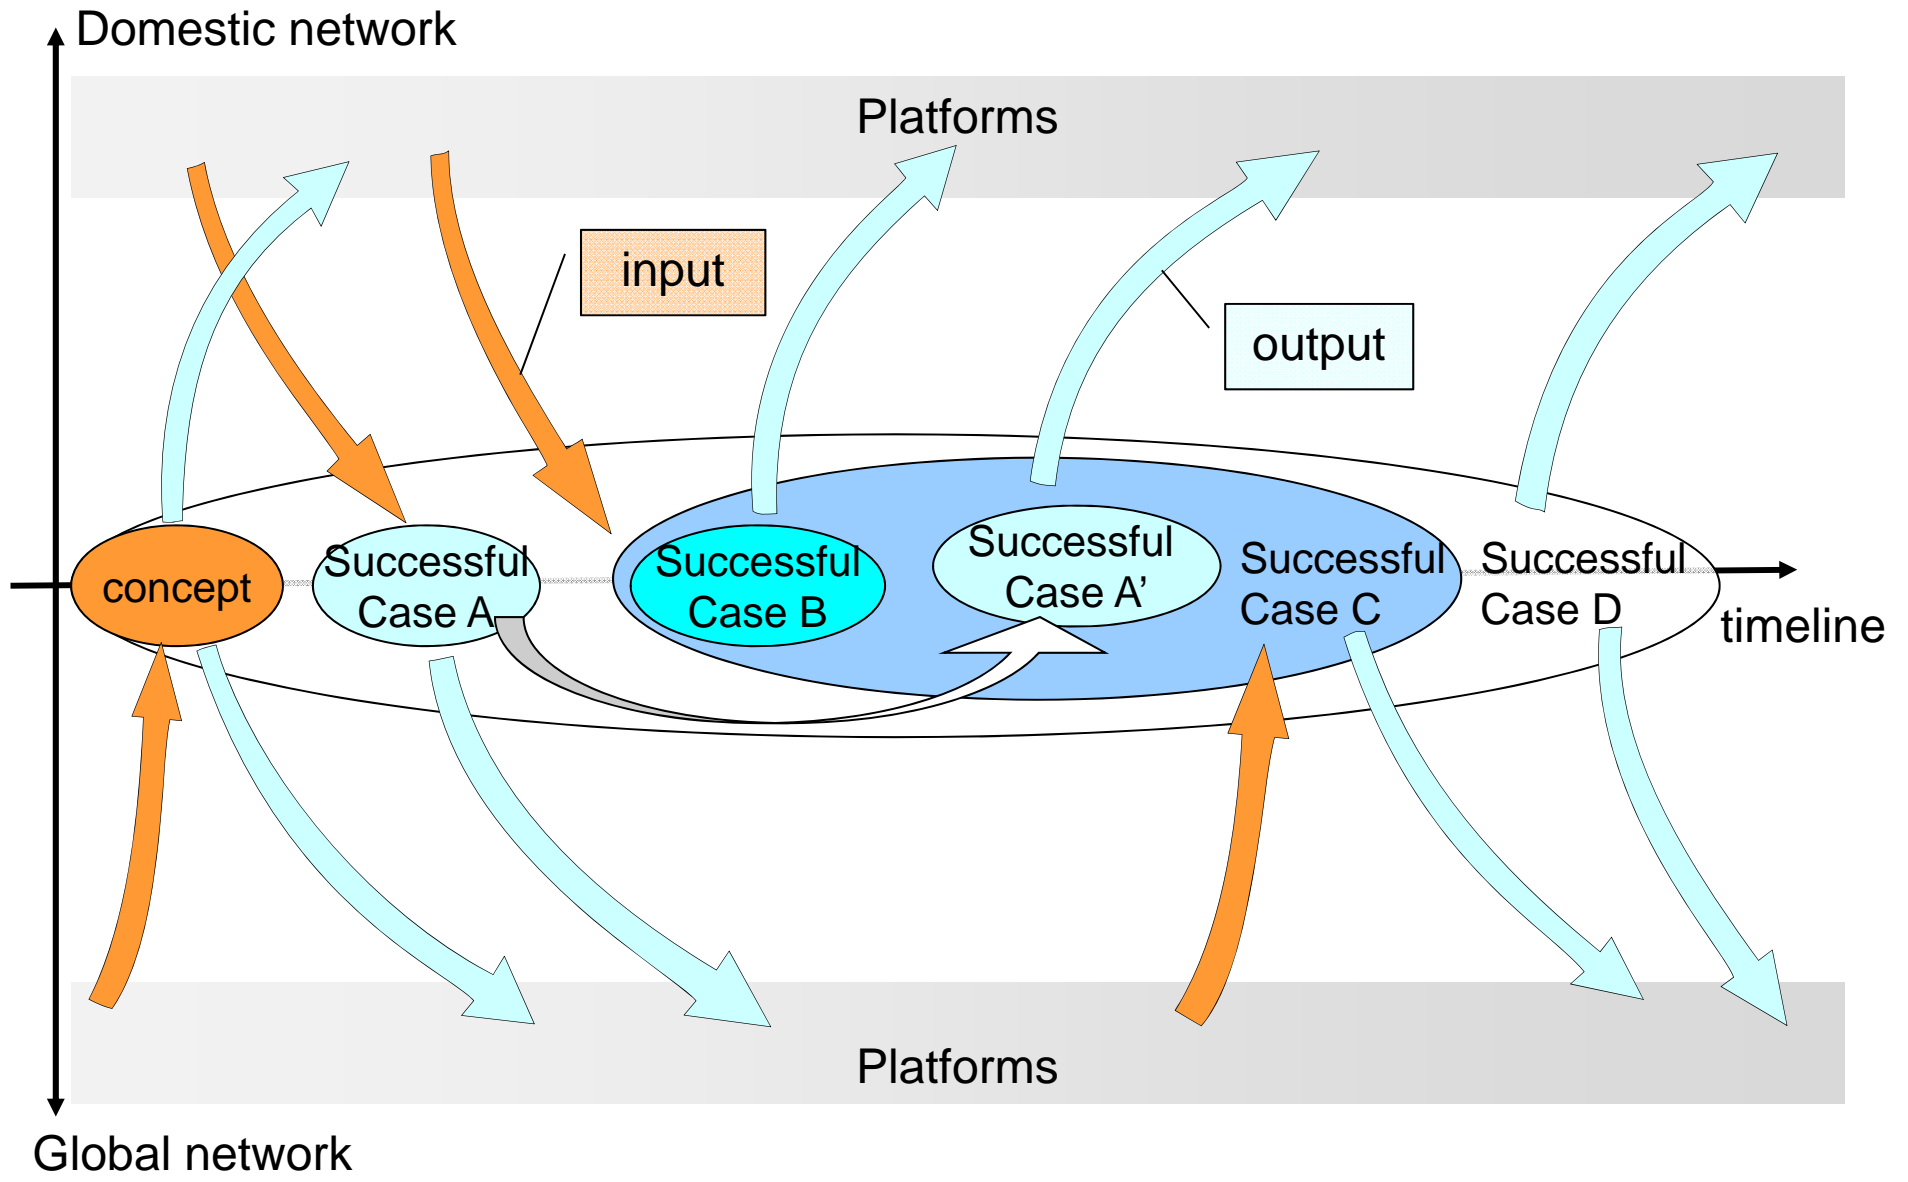 Domestic network
Platforms
input
output
concept
Successful
Case A
Successful
Case B
Successful
Case A’
Successful
Case C
Successful
Case D
timeline
Platforms
Global network